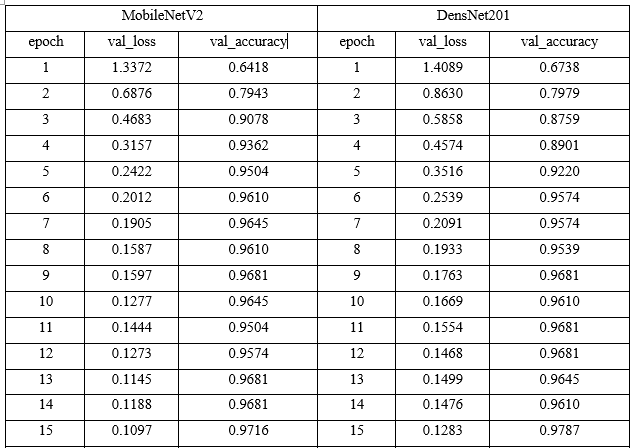 MobileNetV2 DensNet201
epoch val_loss val_accuracy epoch val_loss val_accuracy
1 1.3372 0.6418 1 1.4089 0.6738
2 0.6876 0.7943 2 0.8630 0.7979
3 0.4683 0.9078 3 0.5858 0.8759
4 0.3157 0.9362 4 0.4574 0.8901
5 0.2422 0.9504 5 0.3516 0.9220
6 0.2012 0.9610 6 0.2539 0.9574
7 0.1905 0.9645 7 0.2091 0.9574
8 0.1587 0.9610 8 0.1933 0.9539
9 0.1597 0.9681 9 0.1763 0.9681
10 0.1277 0.9645 10 0.1669 0.9610
11 0.1444 0.9504 11 0.1554 0.9681
12 0.1273 0.9574 12 0.1468 0.9681
13 0.1145 0.9681 13 0.1499 0.9645
14 0.1188 0.9681 14 0.1476 0.9610
15 0.1097 0.9716 15 0.1283 0.9787